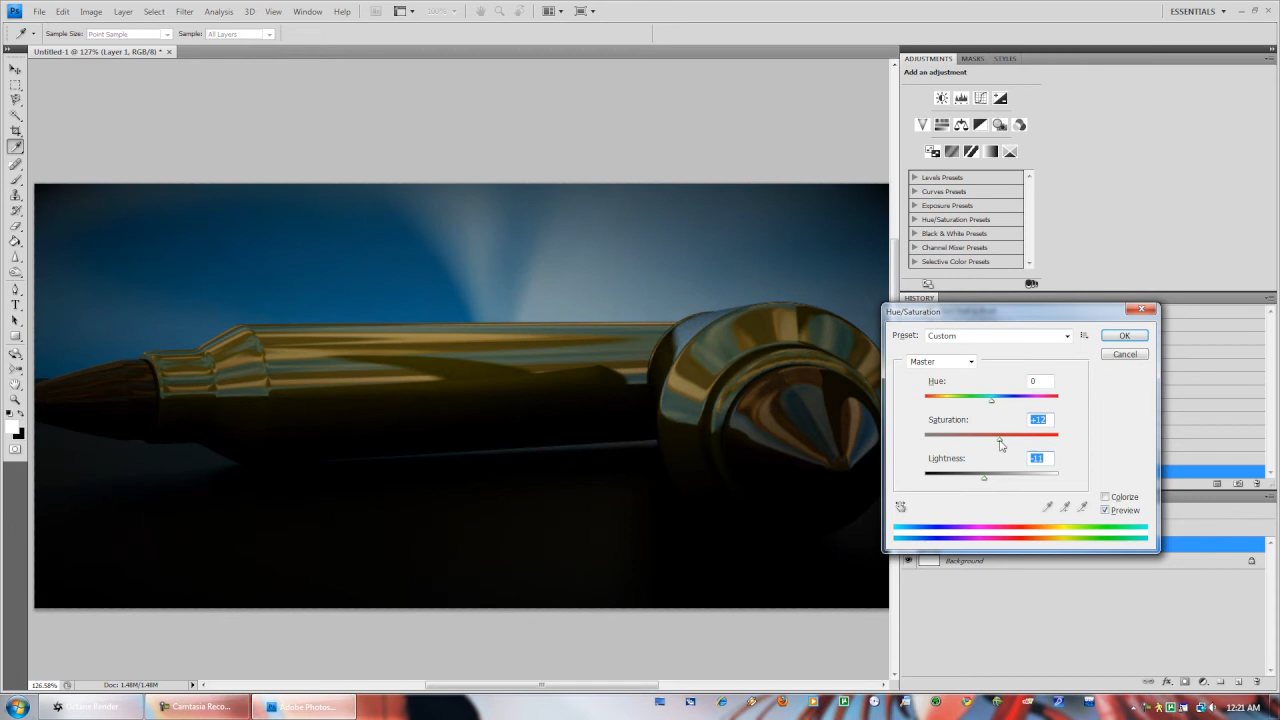 Ps File Edit Image Layer Select Filter Analysis 3D View Window Help 100% ESSENTIALS
Sample Size: Point Sample Sample: All Layers
Untitled-1 @ 127% (Layer 1, RGB/8) *
ADJUSTMENTS MASKS STYLES
Add an adjustment
Levels Presets
Curves Presets
Exposure Presets
Hue/Saturation Presets
Black & White Presets
Channel Mixer Presets
Selective Color Presets
HISTORY
Hue/Saturation
Preset: Custom OK
Master Cancel
Hue: 0
Saturation: +12
Lightness: -11
Colorize
Preview
Background
126.58% Doc: 1.48M/1.48M
Octane Render Camtasia Reco... Adobe Photos... 12:21 AM